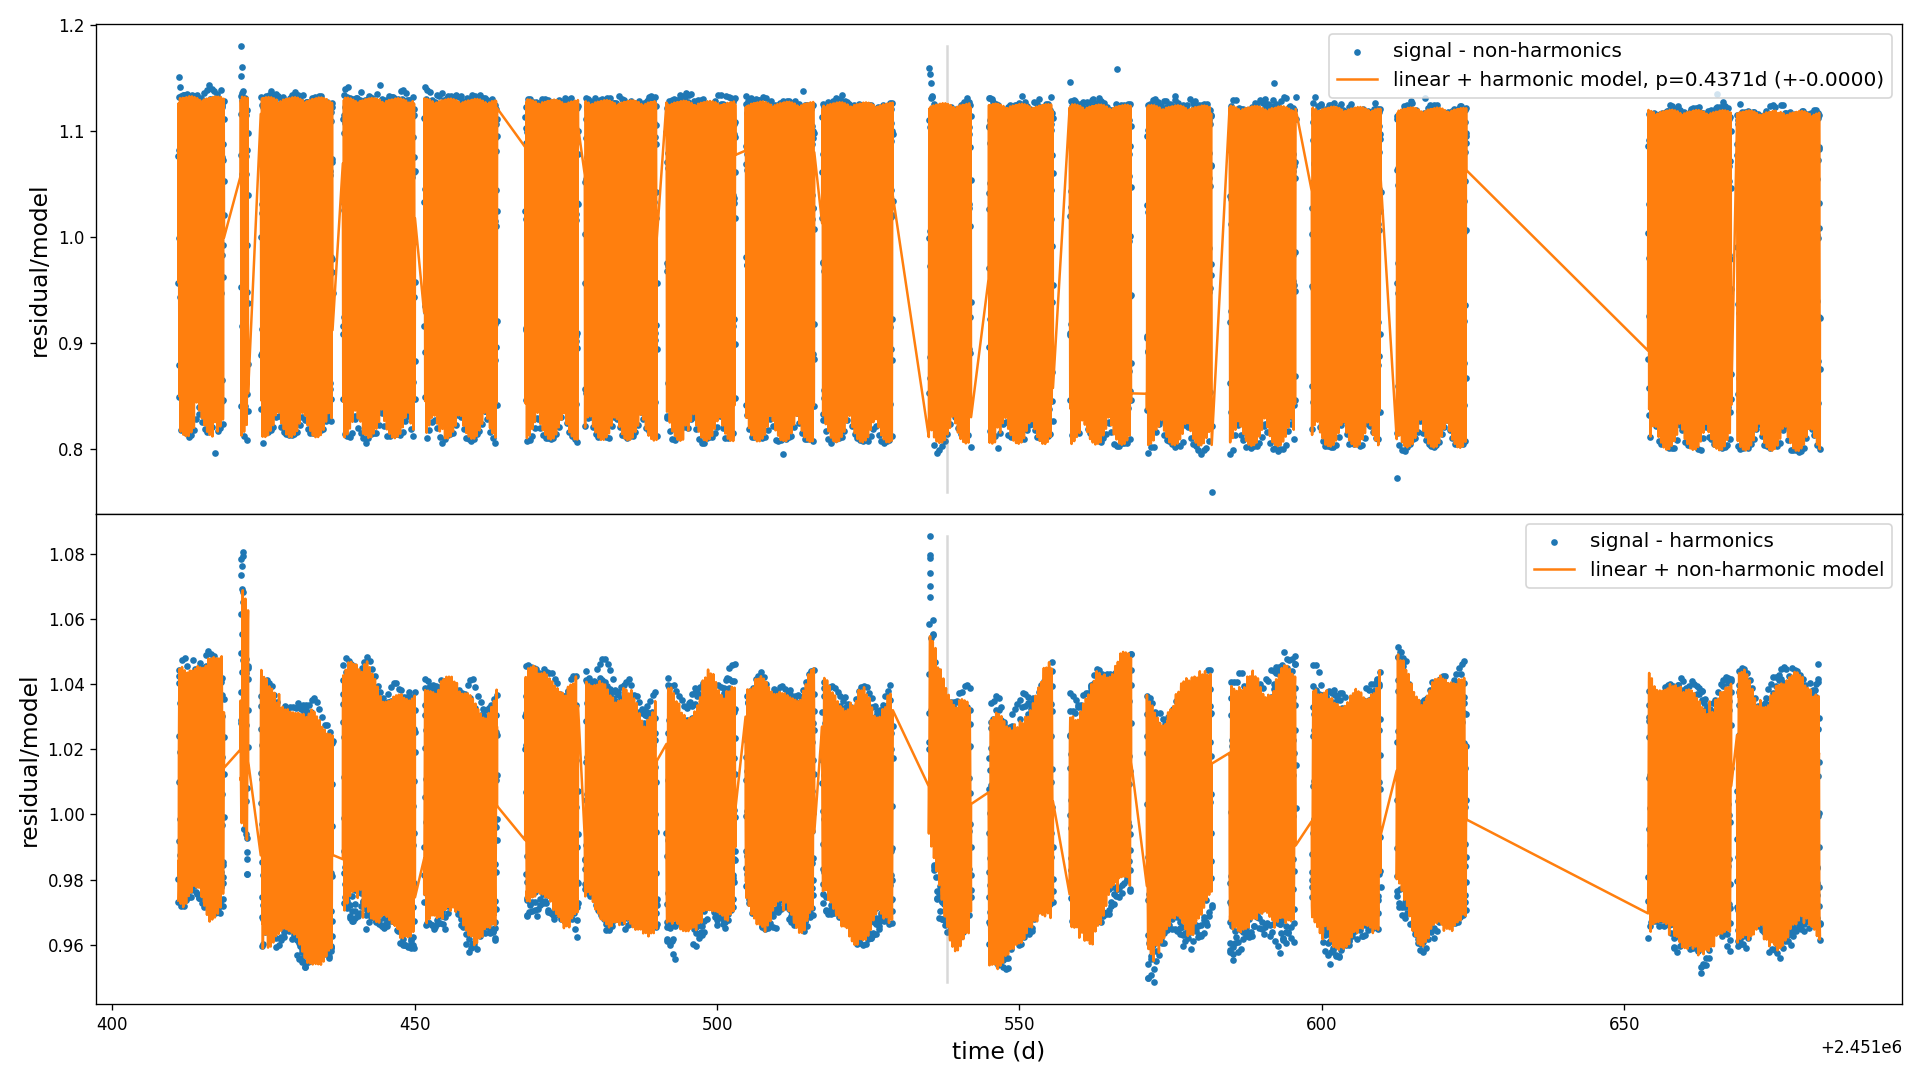 1.2
1.1
1.0
0.9
0.8
residual/model
signal - non-harmonics
linear + harmonic model, p=0.4371d (+-0.0000)
1.08
1.06
1.04
1.02
1.00
0.98
0.96
residual/model
signal - harmonics
linear + non-harmonic model
400 450 500 550 600 650
time (d)
+2.451e6